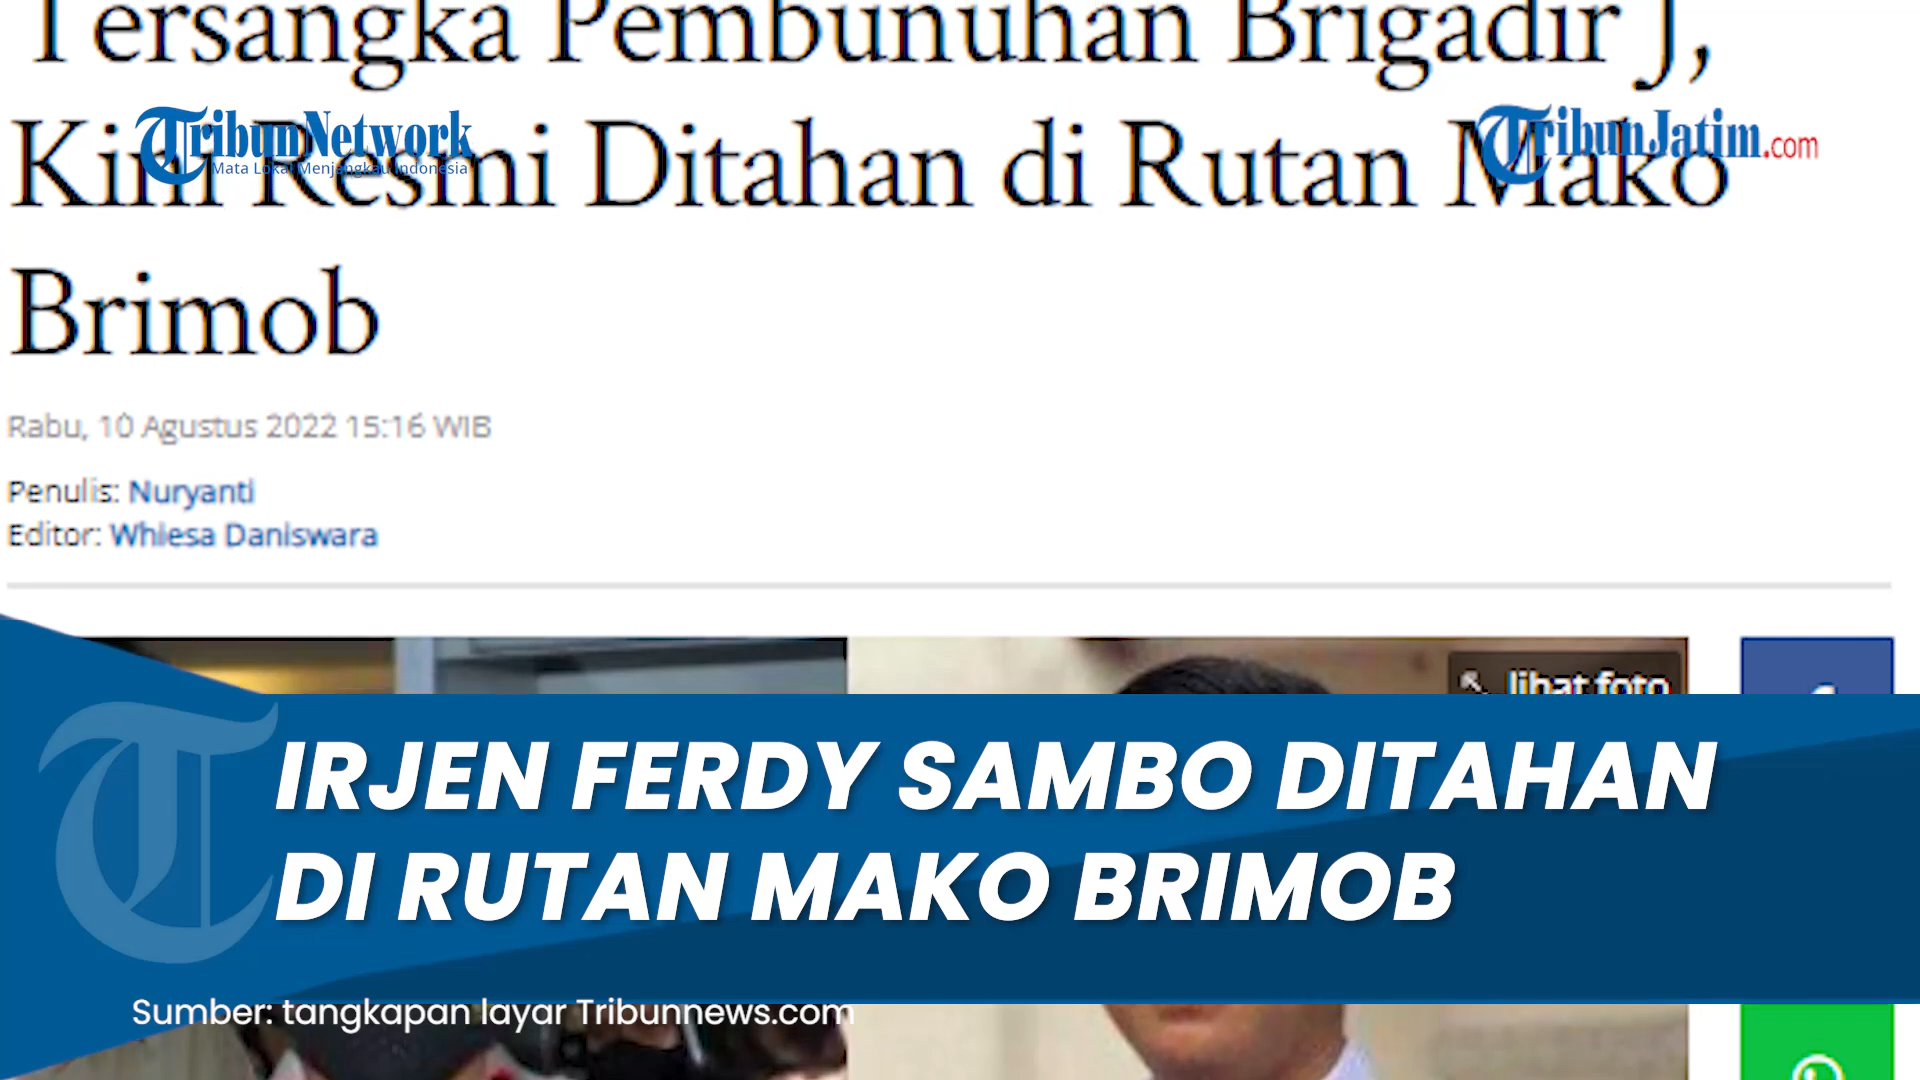 Tersangka Pembunuhan Brigadir J,
TribunNetwork
Mata Lokal Menjangkau Indonesia
TribunJatim.com
Kini Resmi Ditahan di Rutan Mako
Brimob
Rabu, 10 Agustus 2022 15:16 WIB
Penulis: Nuryanti
Editor: Whiesa Daniswara
lihat foto
IRJEN FERDY SAMBO DITAHAN
DI RUTAN MAKO BRIMOB
Sumber: tangkapan layar Tribunnews.com